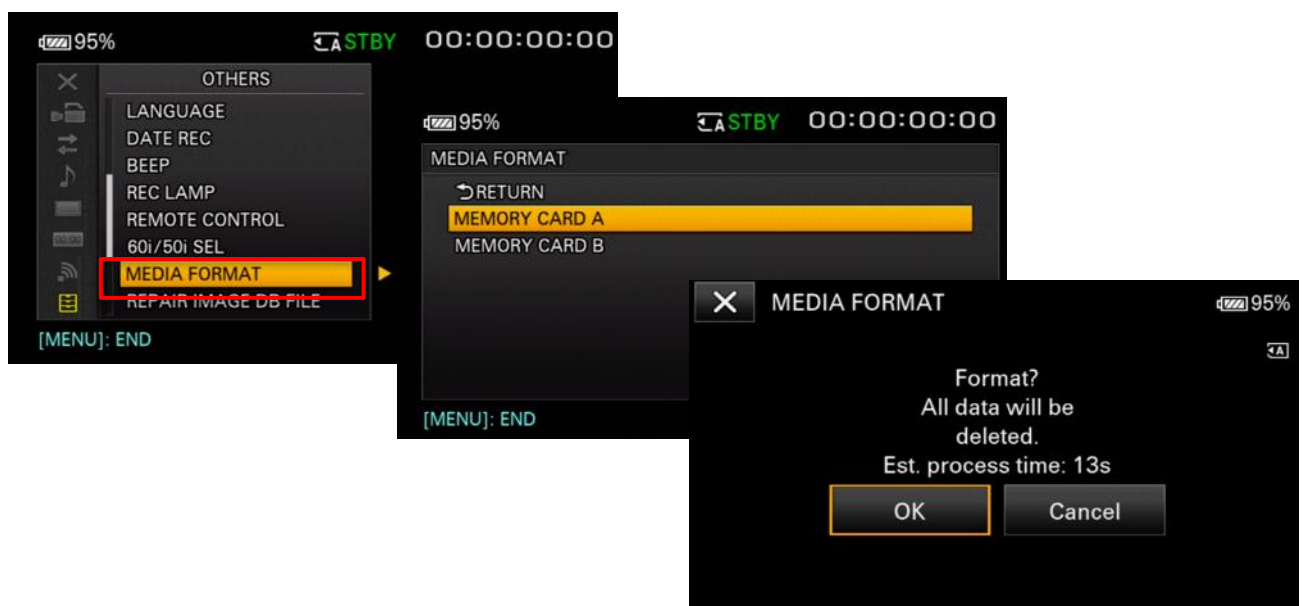 95%
A STBY
00:00:00:00
OTHERS
LANGUAGE
DATE REC
BEEP
REC LAMP
REMOTE CONTROL
60i/50i SEL
MEDIA FORMAT
REPAIR IMAGE DB FILE
[MENU]: END
95%
A STBY
00:00:00:00
MEDIA FORMAT
RETURN
MEMORY CARD A
MEMORY CARD B
[MENU]: END
MEDIA FORMAT
95%
A
Format?
All data will be
deleted.
Est. process time: 13s
OK
Cancel